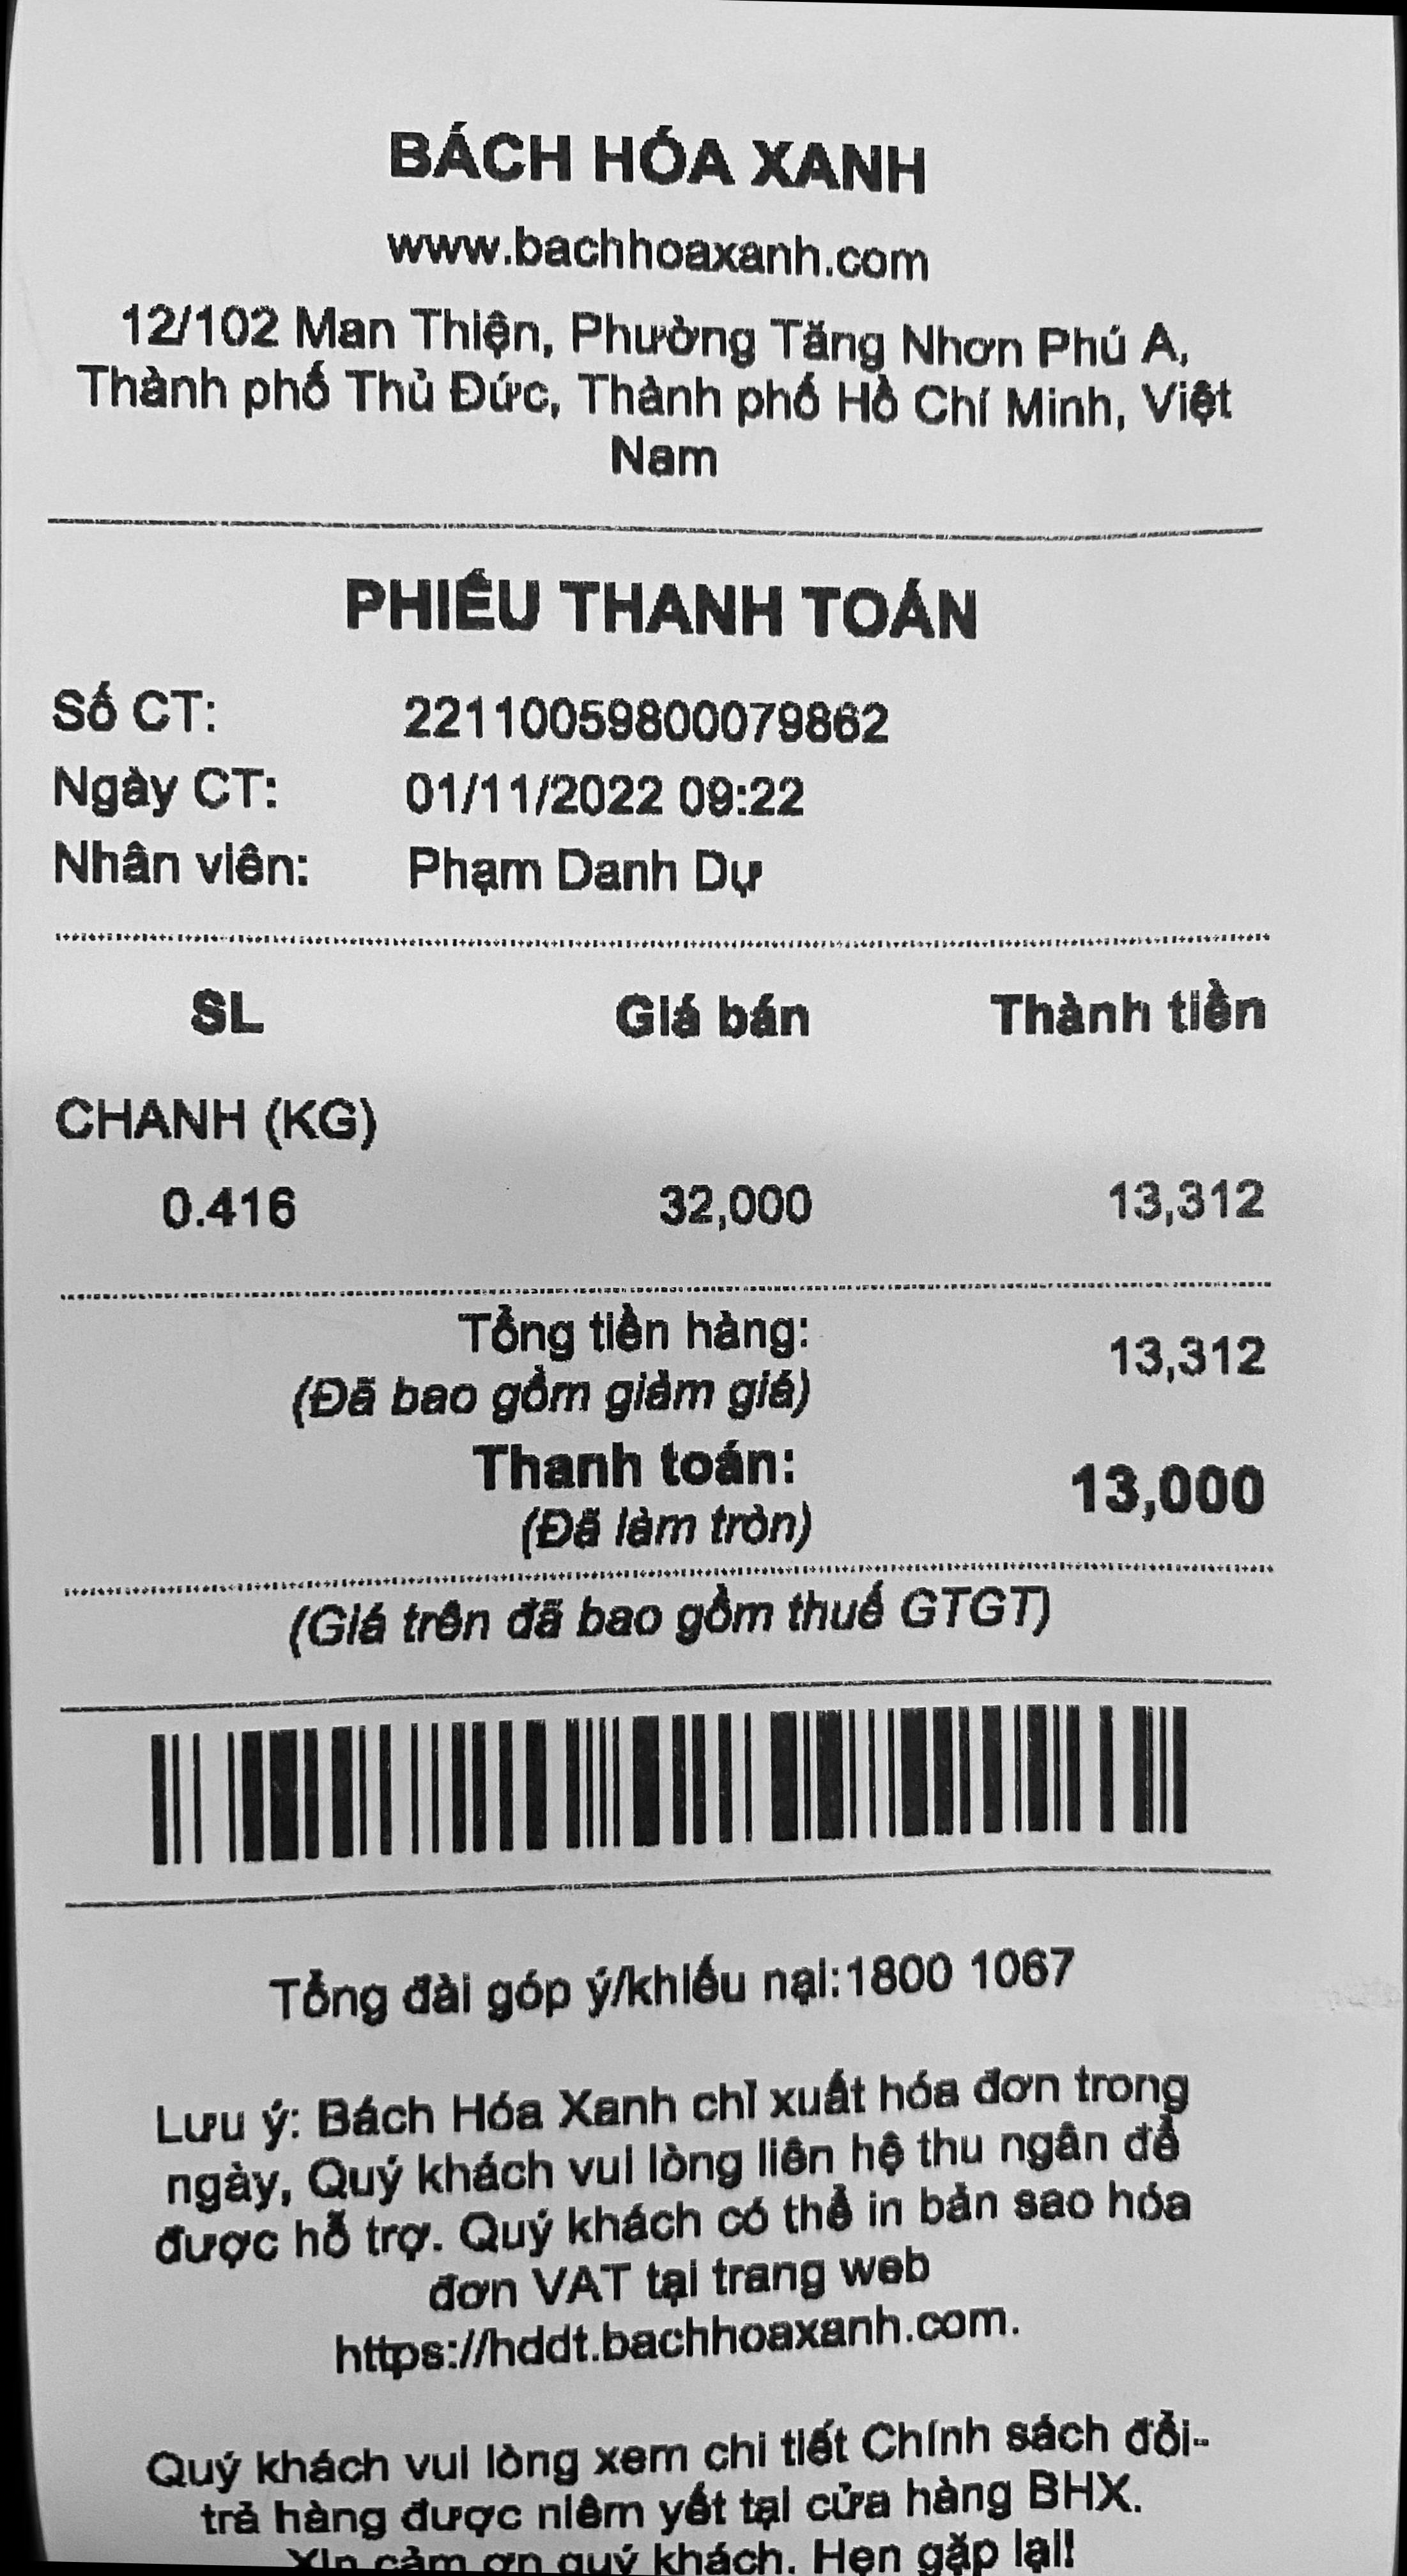 BÁCH HÓA XANH
www.bachhoaxanh.com
12/102 Man Thiện, Phường Tăng Nhơn Phú A,
Thành phố Thủ Đức, Thành phố Hồ Chí Minh, Việt
Nam
PHIẾU THANH TOÁN
Số CT: 22110059800079862
Ngày CT: 01/11/2022 09:22
Nhân viên: Phạm Danh Dự
SL Giá bán Thành tiền
CHANH (KG)
0.416 32,000 13,312
Tổng tiền hàng: 13,312
(Đã bao gồm giảm giá)
Thanh toán: 13,000
(Đã làm tròn)
(Giá trên đã bao gồm thuế GTGT)
Tổng đài góp ý/khiếu nại:1800 1067
Lưu ý: Bách Hóa Xanh chỉ xuất hóa đơn trong
ngày, Quý khách vui lòng liên hệ thu ngân để
được hỗ trợ. Quý khách có thể in bản sao hóa
đơn VAT tại trang web
https://hddt.bachhoaxanh.com.
Quý khách vui lòng xem chi tiết Chính sách đổi-
trả hàng được niêm yết tại cửa hàng BHX.
Xin cảm ơn quý khách. Hẹn gặp lại!